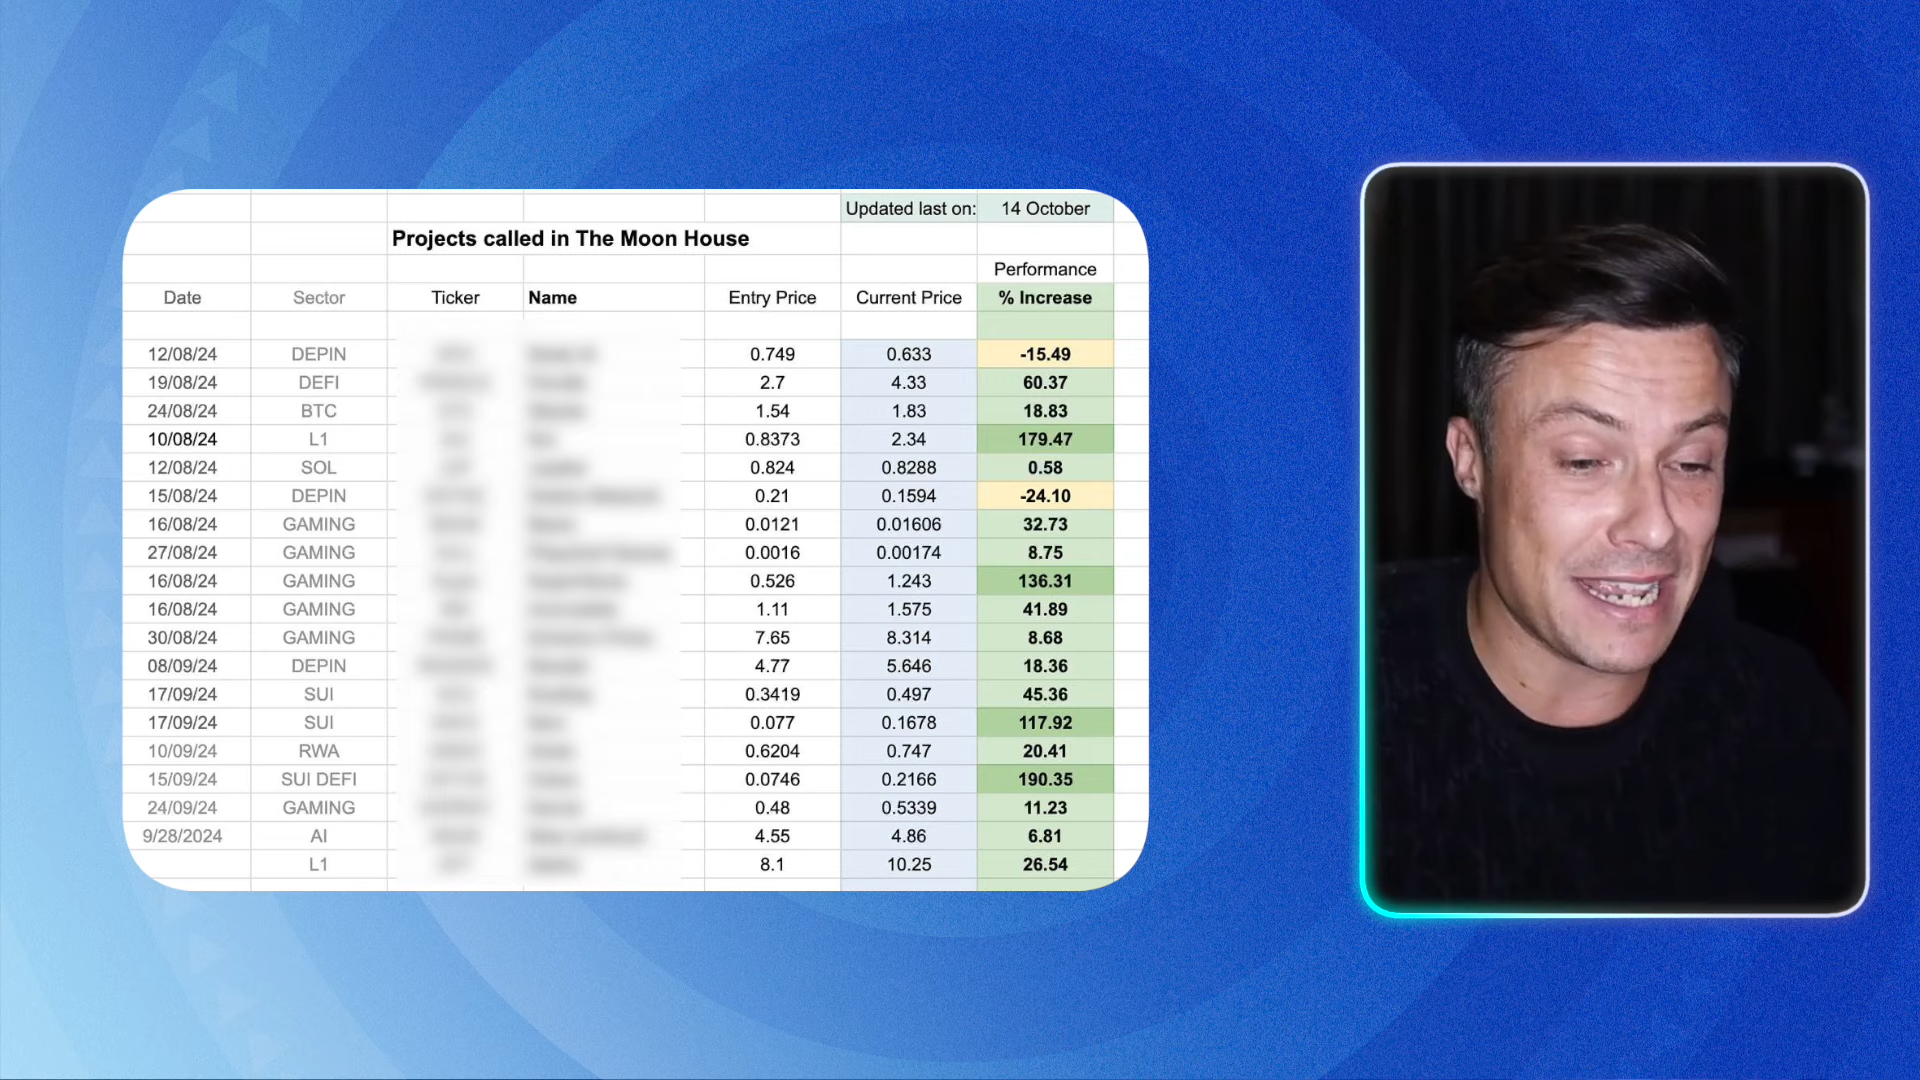 Updated last on: 14 October
Projects called in The Moon House
Performance
Date Sector Ticker Name Entry Price Current Price % Increase
12/08/24 DEPIN 0.749 0.633 -15.49
19/08/24 DEFI 2.7 4.33 60.37
24/08/24 BTC 1.54 1.83 18.83
10/08/24 L1 0.8373 2.34 179.47
12/08/24 SOL 0.824 0.8288 0.58
15/08/24 DEPIN 0.21 0.1594 -24.10
16/08/24 GAMING 0.0121 0.01606 32.73
27/08/24 GAMING 0.0016 0.00174 8.75
16/08/24 GAMING 0.526 1.243 136.31
16/08/24 GAMING 1.11 1.575 41.89
30/08/24 GAMING 7.65 8.314 8.68
08/09/24 DEPIN 4.77 5.646 18.36
17/09/24 SUI 0.3419 0.497 45.36
17/09/24 SUI 0.077 0.1678 117.92
10/09/24 RWA 0.6204 0.747 20.41
15/09/24 SUI DEFI 0.0746 0.2166 190.35
24/09/24 GAMING 0.48 0.5339 11.23
9/28/2024 AI 4.55 4.86 6.81
L1 8.1 10.25 26.54